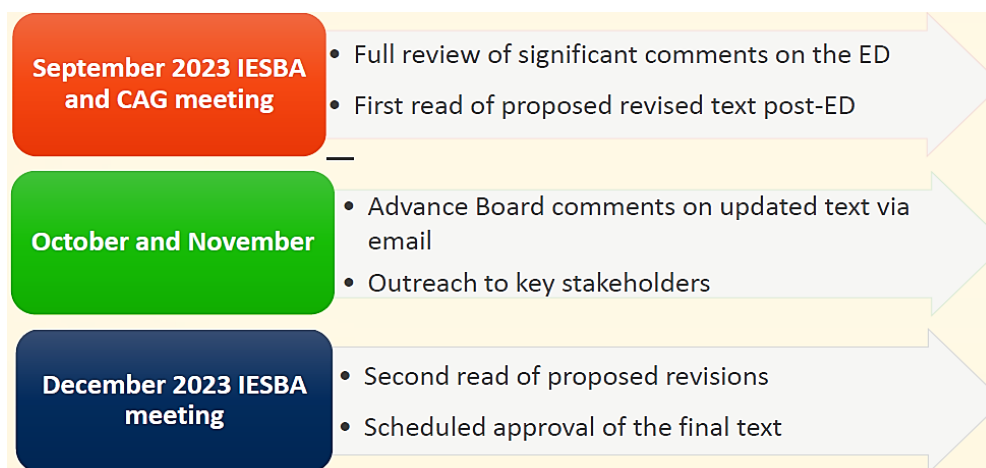 September 2023 IESBA
and CAG meeting
• Full review of significant comments on the ED
• First read of proposed revised text post-ED
October and November
• Advance Board comments on updated text via
email
• Outreach to key stakeholders
December 2023 IESBA
meeting
• Second read of proposed revisions
• Scheduled approval of the final text